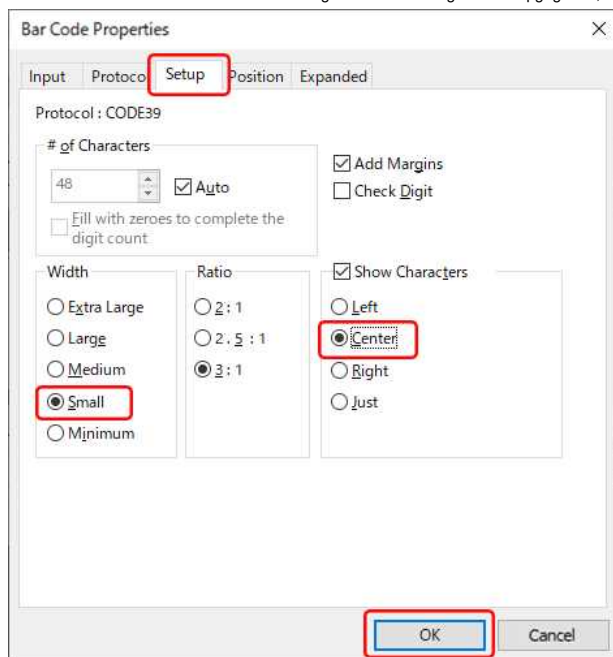 Bar Code Properties
Input Protoco Setup Position Expanded
Protocol : CODE39
# of Characters
48 Auto
Fill with zeroes to complete the
digit count
Add Margins
Check Digit
Width
Extra Large
Large
Medium
Small
Minimum
Ratio
2 : 1
2 . 5 : 1
3 : 1
Show Characters
Left
Center
Right
Just
OK Cancel